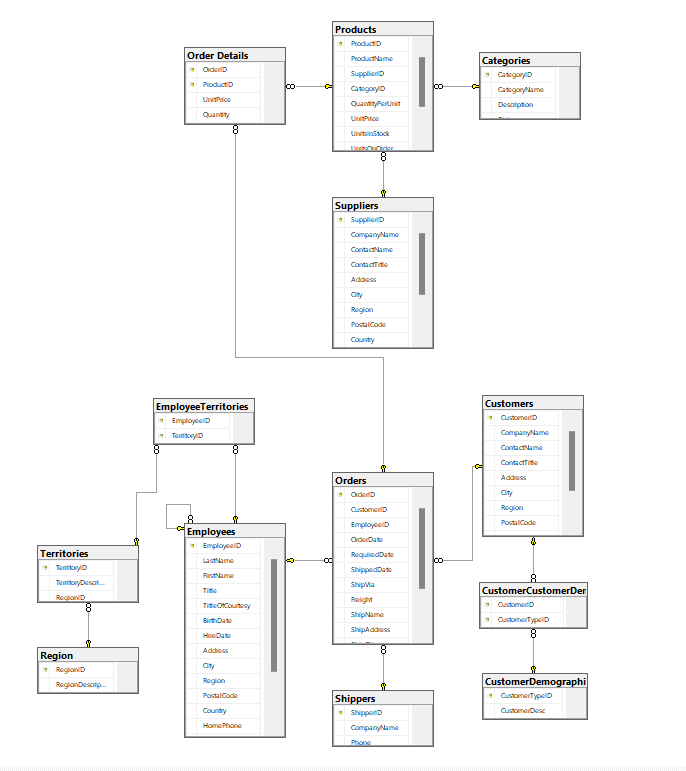 Products
ProductID
ProductName
SupplierID
CategoryID
QuantityPerUnit
UnitPrice
UnitsInStock
UnitsOnOrder
Order Details
OrderID
ProductID
UnitPrice
Quantity
Categories
CategoryID
CategoryName
Description
Suppliers
SupplierID
CompanyName
ContactName
ContactTitle
Address
City
Region
PostalCode
Country
EmployeeTerritories
EmployeeID
TerritoryID
Customers
CustomerID
CompanyName
ContactName
ContactTitle
Address
City
Region
PostalCode
Orders
OrderID
CustomerID
EmployeeID
OrderDate
RequiredDate
ShippedDate
ShipVia
Freight
ShipName
ShipAddress
Employees
EmployeeID
LastName
FirstName
Title
TitleOfCourtesy
BirthDate
HireDate
Address
City
Region
PostalCode
Country
HomePhone
Territories
TerritoryID
TerritoryDescri...
RegionID
Region
RegionID
RegionDescrip...
CustomerCustomerDer
CustomerID
CustomerTypeID
CustomerDemographi
CustomerTypeID
CustomerDesc
Shippers
ShipperID
CompanyName
Phone